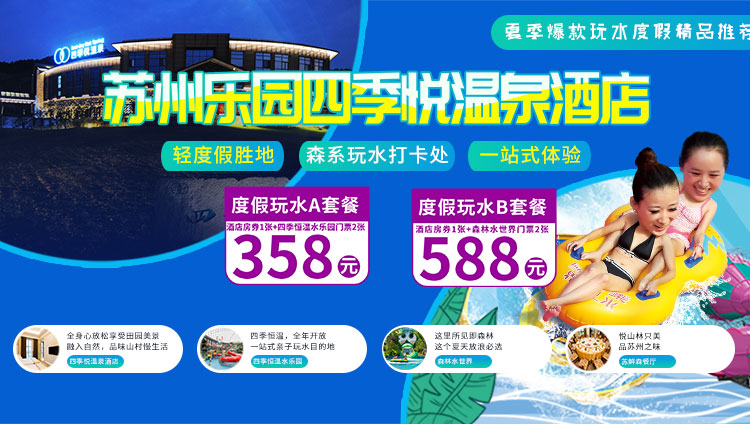 四季悦温泉
夏季爆款玩水度假精品推荐
苏州乐园四季悦温泉酒店
轻度假胜地
森系玩水打卡处
一站式体验
度假玩水A套餐
酒店房券1张+四季恒温水乐园门票2张
358元
度假玩水B套餐
酒店房券1张+森林水世界门票2张
588元
全身心放松享受田园美景
融入自然，品味山村慢生活
四季悦温泉酒店
四季恒温，全年开放
一站式亲子玩水目的地
四季恒温水乐园
这里所见即森林
这个夏天放浪必选
森林水世界
悦山林只美
品苏州之味
苏鲜森餐厅